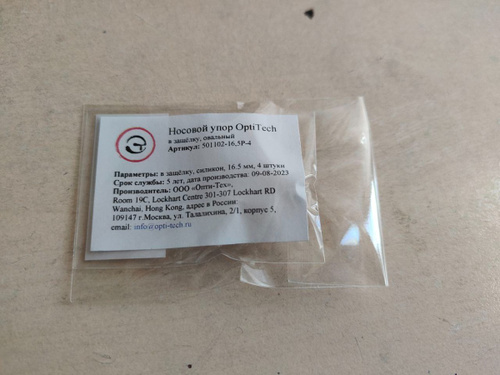 Носовой упор OptiTech
в защёлку, овальный
Артикул: 501102-16,5P-4
Параметры: в защёлку, силикон, 16.5 мм, 4 штуки
Срок службы: 5 лет, дата производства: 09-08-2023
Производитель: ООО «Опти-Тех»,
Room 19C, Lockhart Centre 301-307 Lockhart RD
Wanchai, Hong Kong, адрес в России:
109147 г.Москва, ул. Талалихина, 2/1, корпус 5,
email: info@opti-tech.ru